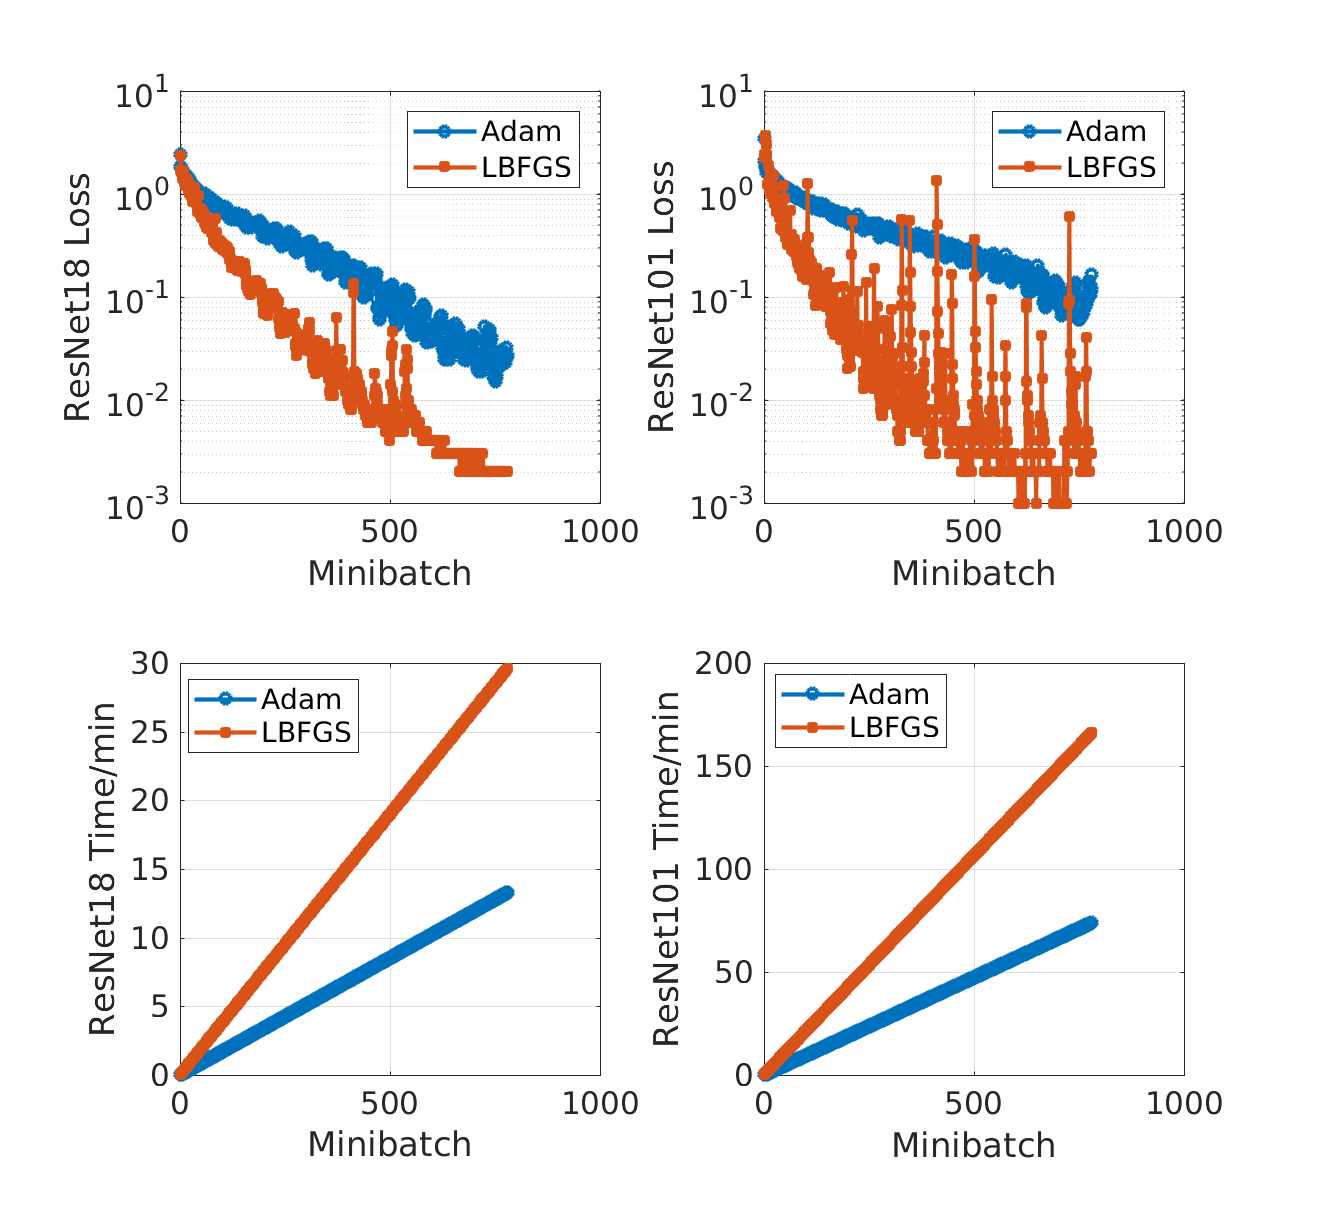 ResNet18 Loss
10^1
10^0
10^-1
10^-2
10^-3
Adam
LBFGS
0 500 1000
Minibatch
ResNet101 Loss
10^1
10^0
10^-1
10^-2
10^-3
Adam
LBFGS
0 500 1000
Minibatch
ResNet18 Time/min
30
25
20
15
10
5
0
Adam
LBFGS
0 500 1000
Minibatch
ResNet101 Time/min
200
150
100
50
0
Adam
LBFGS
0 500 1000
Minibatch